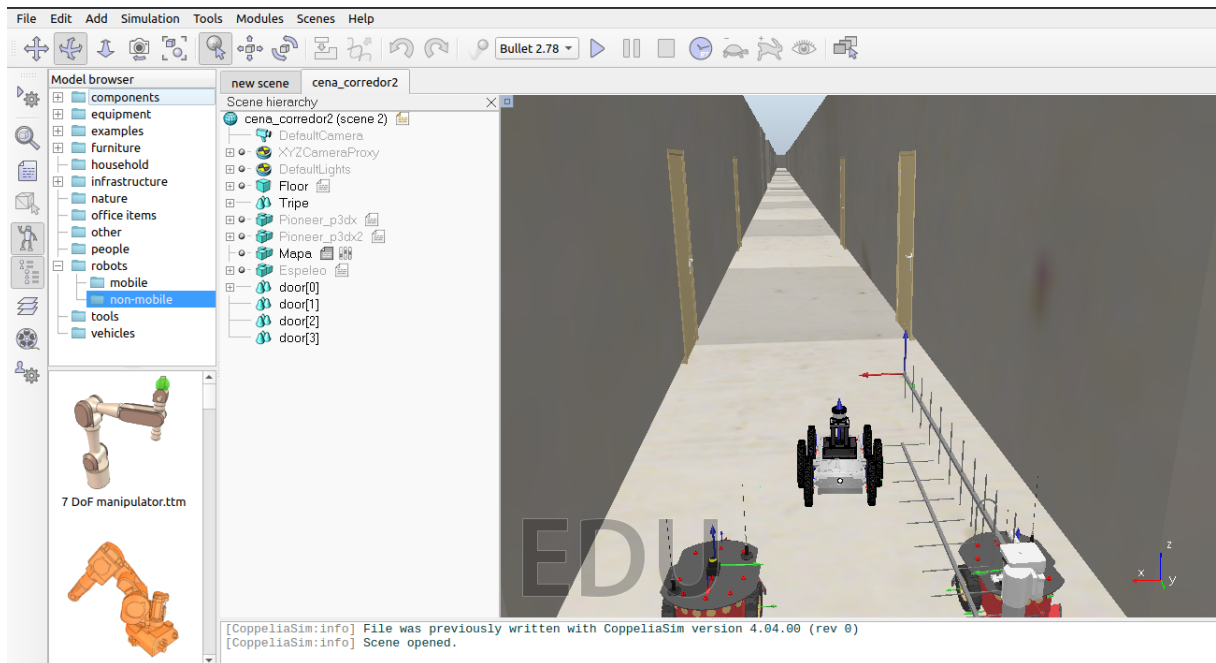 File Edit Add Simulation Tools Modules Scenes Help
Bullet 2.78
Model browser
components
equipment
examples
furniture
household
infrastructure
nature
office items
other
people
robots
mobile
non-mobile
tools
vehicles
7 DoF manipulator.ttm
new scene cena_corredor2
Scene hierarchy
cena_corredor2 (scene 2)
DefaultCamera
XYZCameraProxy
DefaultLights
Floor
Tripe
Pioneer_p3dx
Pioneer_p3dx2
Mapa
Espeleo
door[0]
door[1]
door[2]
door[3]
EDU
z
x
y
[CoppeliaSim:info] File was previously written with CoppeliaSim version 4.04.00 (rev 0)
[CoppeliaSim:info] Scene opened.